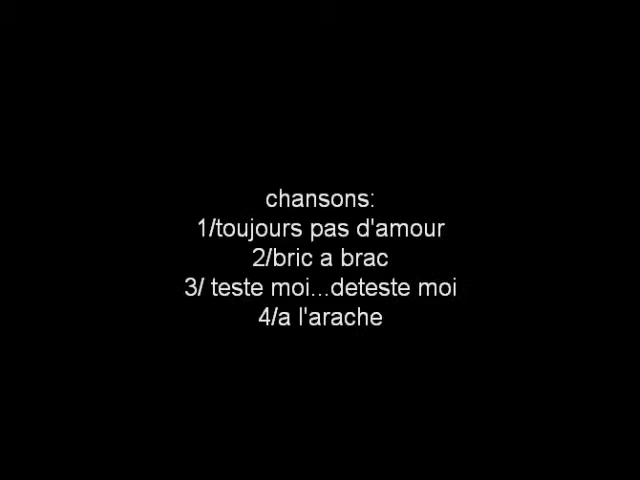 chansons:
1/toujours pas d'amour
2/bric a brac
3/ teste moi...deteste moi
4/a l'arache